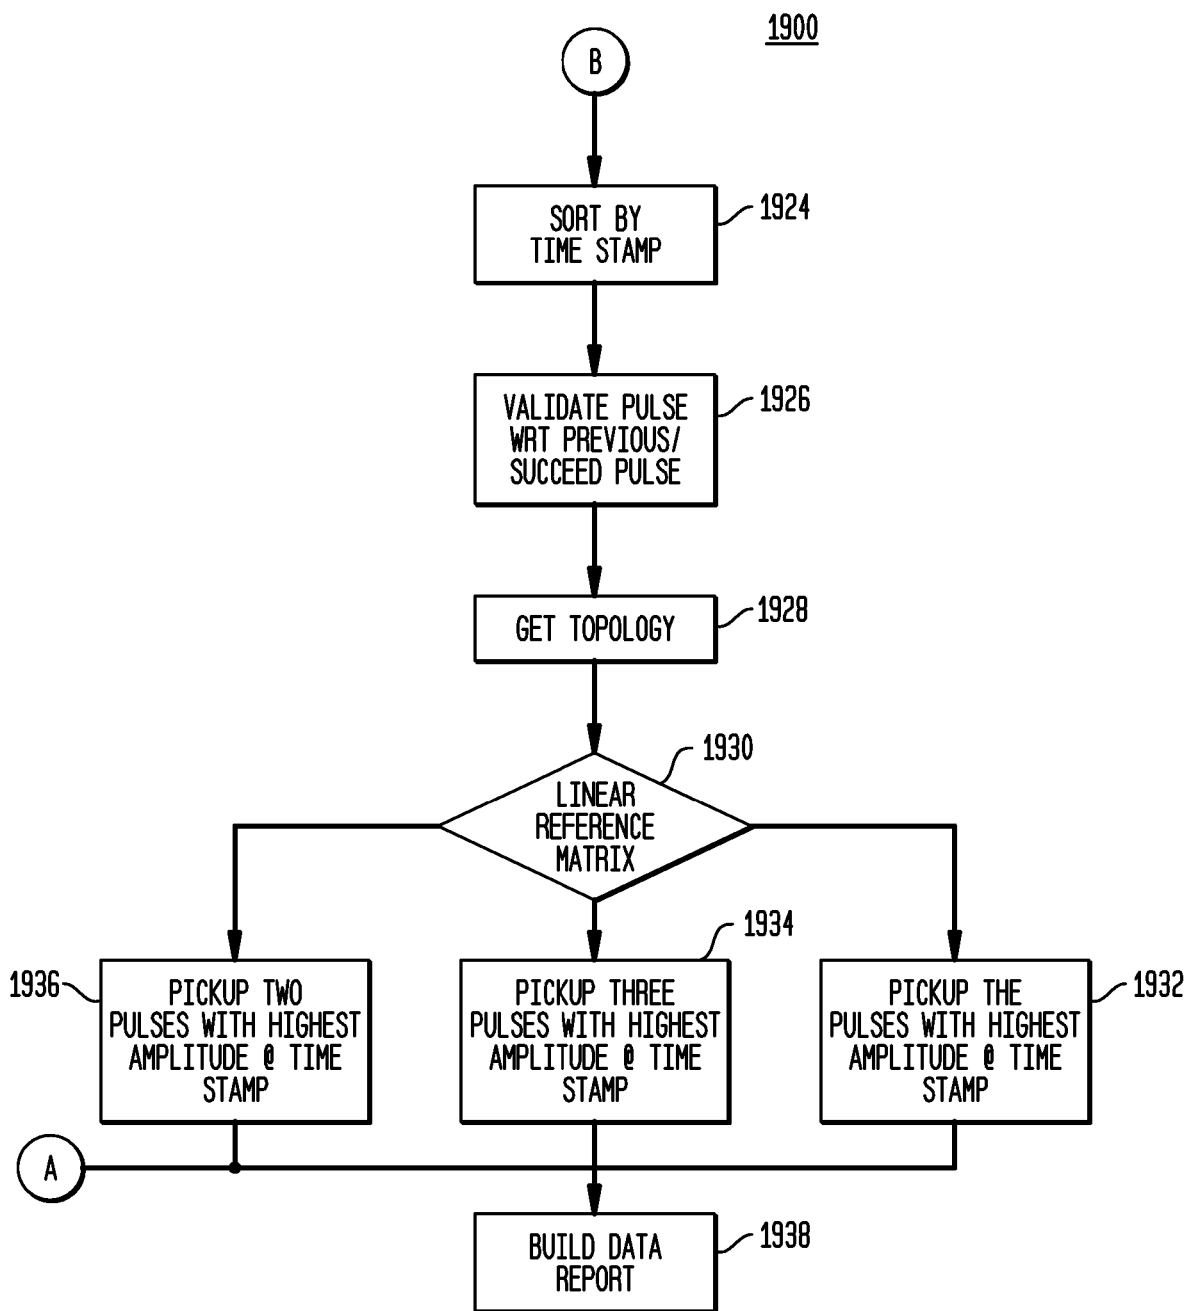 1900
B
SORT BY
TIME STAMP
1924
VALIDATE PULSE
WRT PREVIOUS/
SUCCEED PULSE
1926
GET TOPOLOGY
1928
LINEAR
REFERENCE
MATRIX
1930
1936
PICKUP TWO
PULSES WITH HIGHEST
AMPLITUDE @ TIME
STAMP
PICKUP THREE
PULSES WITH HIGHEST
AMPLITUDE @ TIME
STAMP
1934
PICKUP THE
PULSES WITH HIGHEST
AMPLITUDE @ TIME
STAMP
1932
A
BUILD DATA
REPORT
1938